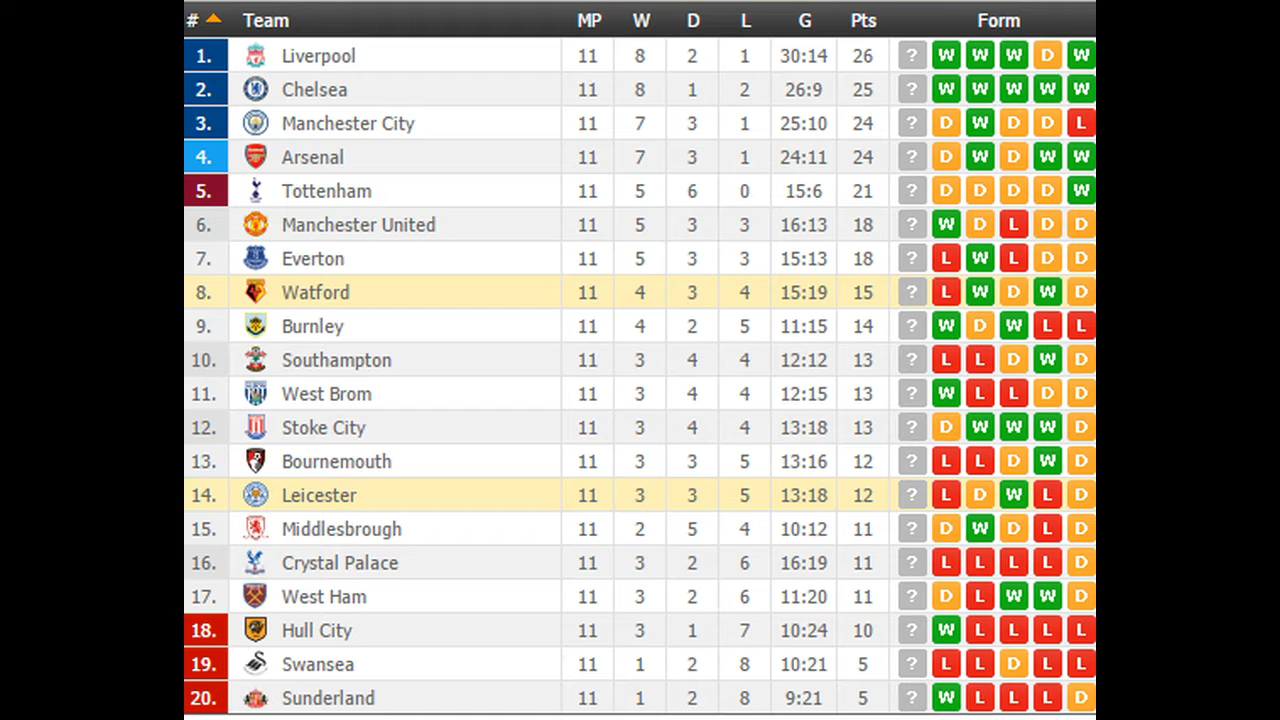 # Team MP W D L G Pts Form
1. Liverpool 11 8 2 1 30:14 26 ? W W W D W
2. Chelsea 11 8 1 2 26:9 25 ? W W W W W
3. Manchester City 11 7 3 1 25:10 24 ? D W D D L
4. Arsenal 11 7 3 1 24:11 24 ? D W D W W
5. Tottenham 11 5 6 0 15:6 21 ? D D D D W
6. Manchester United 11 5 3 3 16:13 18 ? W D L D D
7. Everton 11 5 3 3 15:13 18 ? L W L D D
8. Watford 11 4 3 4 15:19 15 ? L W D W D
9. Burnley 11 4 2 5 11:15 14 ? W D W L L
10. Southampton 11 3 4 4 12:12 13 ? L L D W D
11. West Brom 11 3 4 4 12:15 13 ? W L L D D
12. Stoke City 11 3 4 4 13:18 13 ? D W W W D
13. Bournemouth 11 3 3 5 13:16 12 ? L L D W D
14. Leicester 11 3 3 5 13:18 12 ? L D W L D
15. Middlesbrough 11 2 5 4 10:12 11 ? D W D L D
16. Crystal Palace 11 3 2 6 16:19 11 ? L L L L D
17. West Ham 11 3 2 6 11:20 11 ? D L W W D
18. Hull City 11 3 1 7 10:24 10 ? W L L L L
19. Swansea 11 1 2 8 10:21 5 ? L L D L L
20. Sunderland 11 1 2 8 9:21 5 ? W L L L D